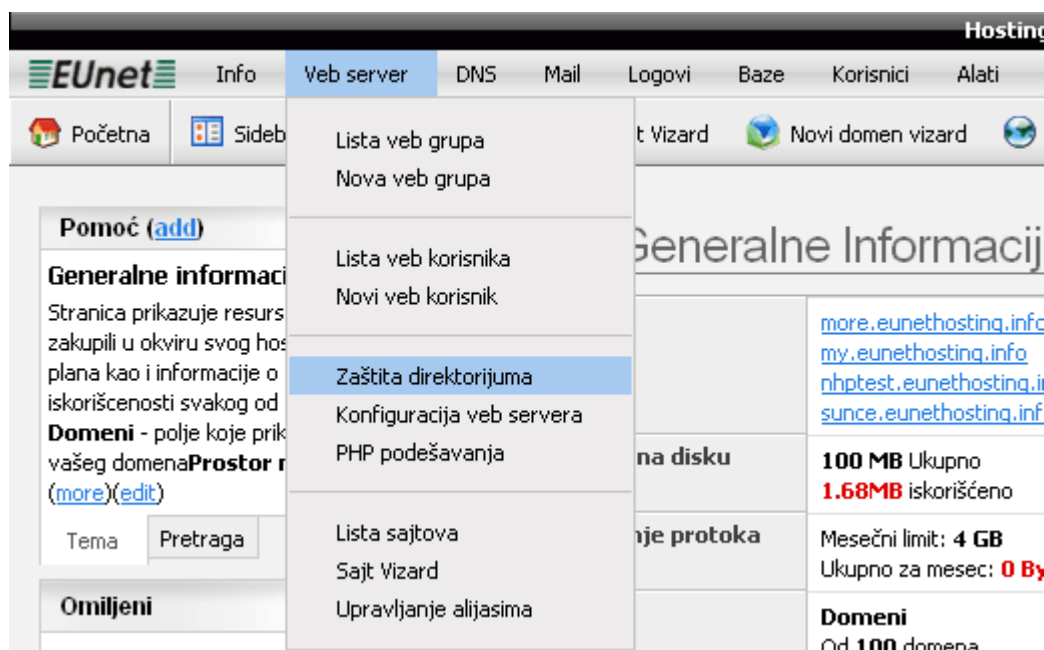 Hosting
EUnet Info Veb server DNS Mail Logovi Baze Korisnici Alati
Početna Sideb t Vizard Novi domen vizard
Lista veb grupa
Nova veb grupa
Lista veb korisnika
Novi veb korisnik
Zaštita direktorijuma
Konfiguracija veb servera
PHP podešavanja
Lista sajtova
Sajt Vizard
Upravljanje alijasima
Pomoć (add)
Generalne informaci
Stranica prikazuje resurs
zakupili u okviru svog hos
plana kao i informacije o
iskorišcenosti svakog od
Domeni - polje koje prik
vašeg domenaProstor n
(more)(edit)
Tema Pretraga
Omiljeni
Generalne Informacij
more.eunethosting.info
my.eunethosting.info
nhptest.eunethosting.in
sunce.eunethosting.inf
na disku 100 MB Ukupno
1.68MB iskorišćeno
nje protoka Mesečni limit: 4 GB
Ukupno za mesec: 0 By
Domeni
Od 100 domena